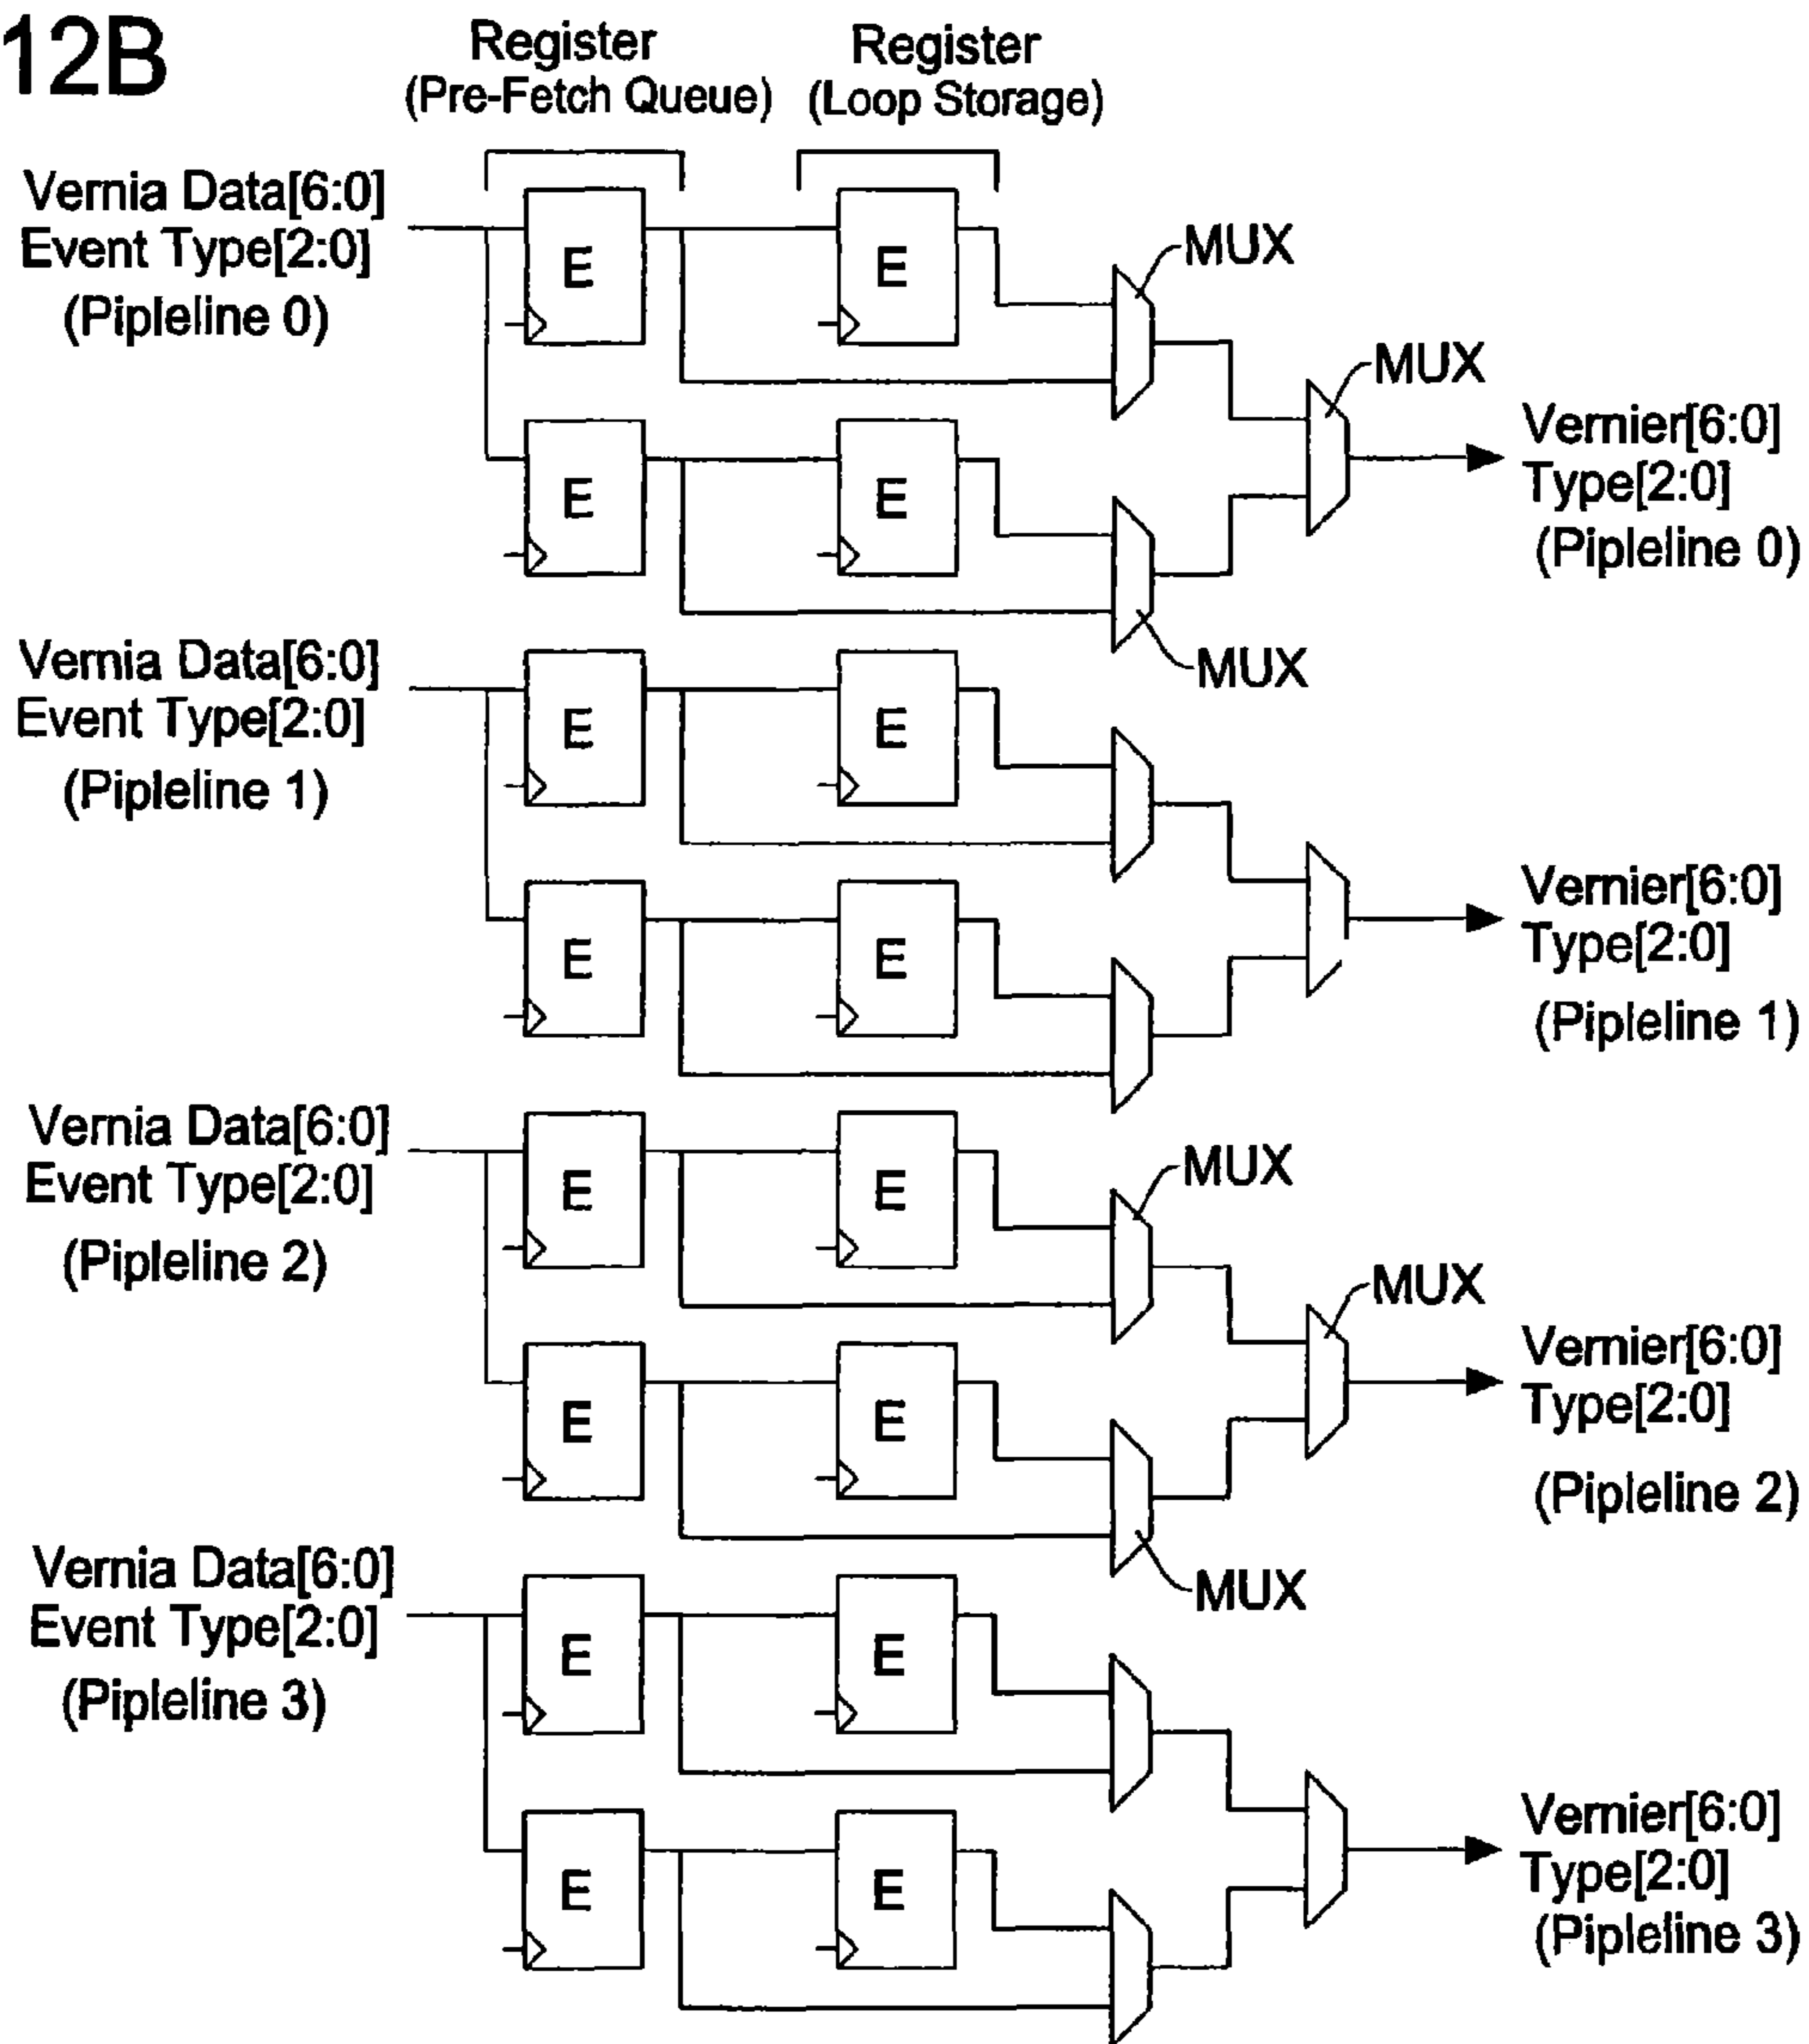 12B
Register
(Pre-Fetch Queue)
Register
(Loop Storage)
Vernia Data[6:0]
Event Type[2:0]
(Pipleline 0)
E
E
MUX
MUX
E
E
Vernier[6:0]
Type[2:0]
(Pipleline 0)
MUX
Vernia Data[6:0]
Event Type[2:0]
(Pipleline 1)
E
E
E
E
Vernier[6:0]
Type[2:0]
(Pipleline 1)
Vernia Data[6:0]
Event Type[2:0]
(Pipleline 2)
E
E
MUX
MUX
E
E
Vernier[6:0]
Type[2:0]
(Pipleline 2)
MUX
Vernia Data[6:0]
Event Type[2:0]
(Pipleline 3)
E
E
E
E
Vernier[6:0]
Type[2:0]
(Pipleline 3)